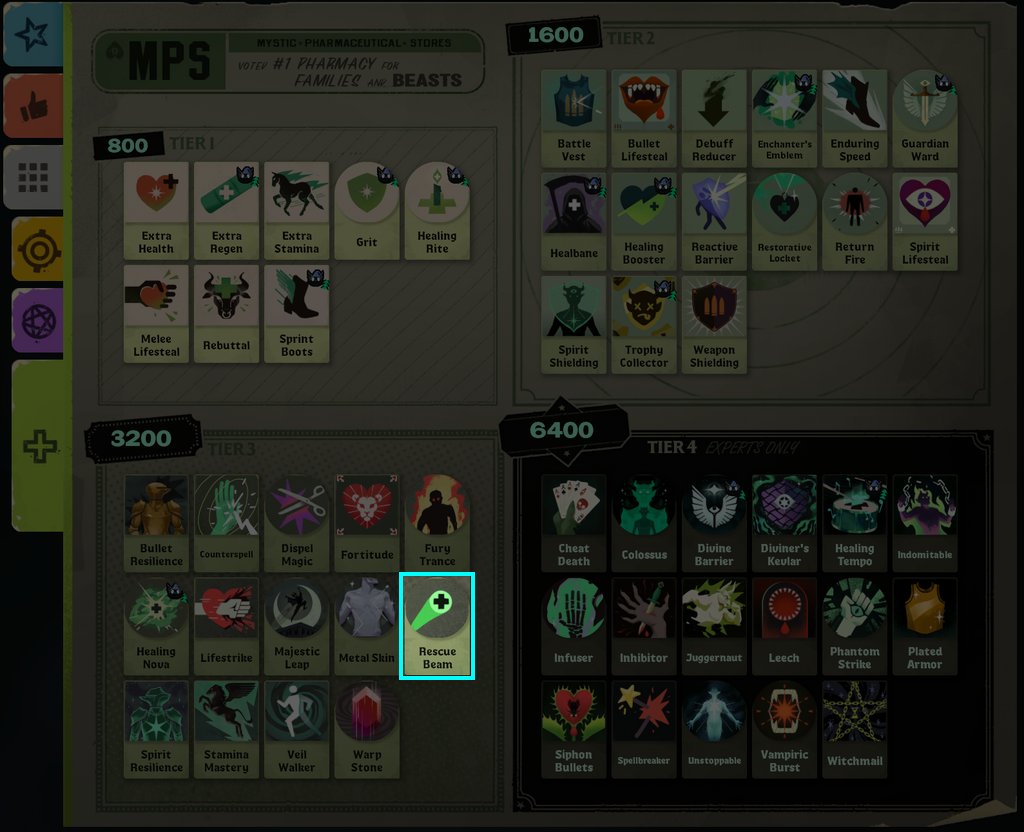 MPS
MYSTIC • PHARMACEUTICAL • STORES
VOTED #1 PHARMACY FOR
FAMILIES AND BEASTS
800
TIER 1
Extra
Health
Extra
Regen
Extra
Stamina
Grit
Healing
Rite
Melee
Lifesteal
Rebuttal
Sprint
Boots
1600
TIER 2
Battle
Vest
Bullet
Lifesteal
Debuff
Reducer
Enchanter's
Emblem
Enduring
Speed
Guardian
Ward
Healbane
Healing
Booster
Reactive
Barrier
Restorative
Locket
Return
Fire
Spirit
Lifesteal
Spirit
Shielding
Trophy
Collector
Weapon
Shielding
3200
TIER 3
Bullet
Resilience
Counterspell
Dispel
Magic
Fortitude
Fury
Trance
Healing
Nova
Lifestrike
Majestic
Leap
Metal Skin
Rescue
Beam
Spirit
Resilience
Stamina
Mastery
Veil
Walker
Warp
Stone
6400
TIER 4 EXPERTS ONLY
Cheat
Death
Colossus
Divine
Barrier
Diviner's
Kevlar
Healing
Tempo
Indomitable
Infuser
Inhibitor
Juggernaut
Leech
Phantom
Strike
Plated
Armor
Siphon
Bullets
Spellbreaker
Unstoppable
Vampiric
Burst
Witchmail